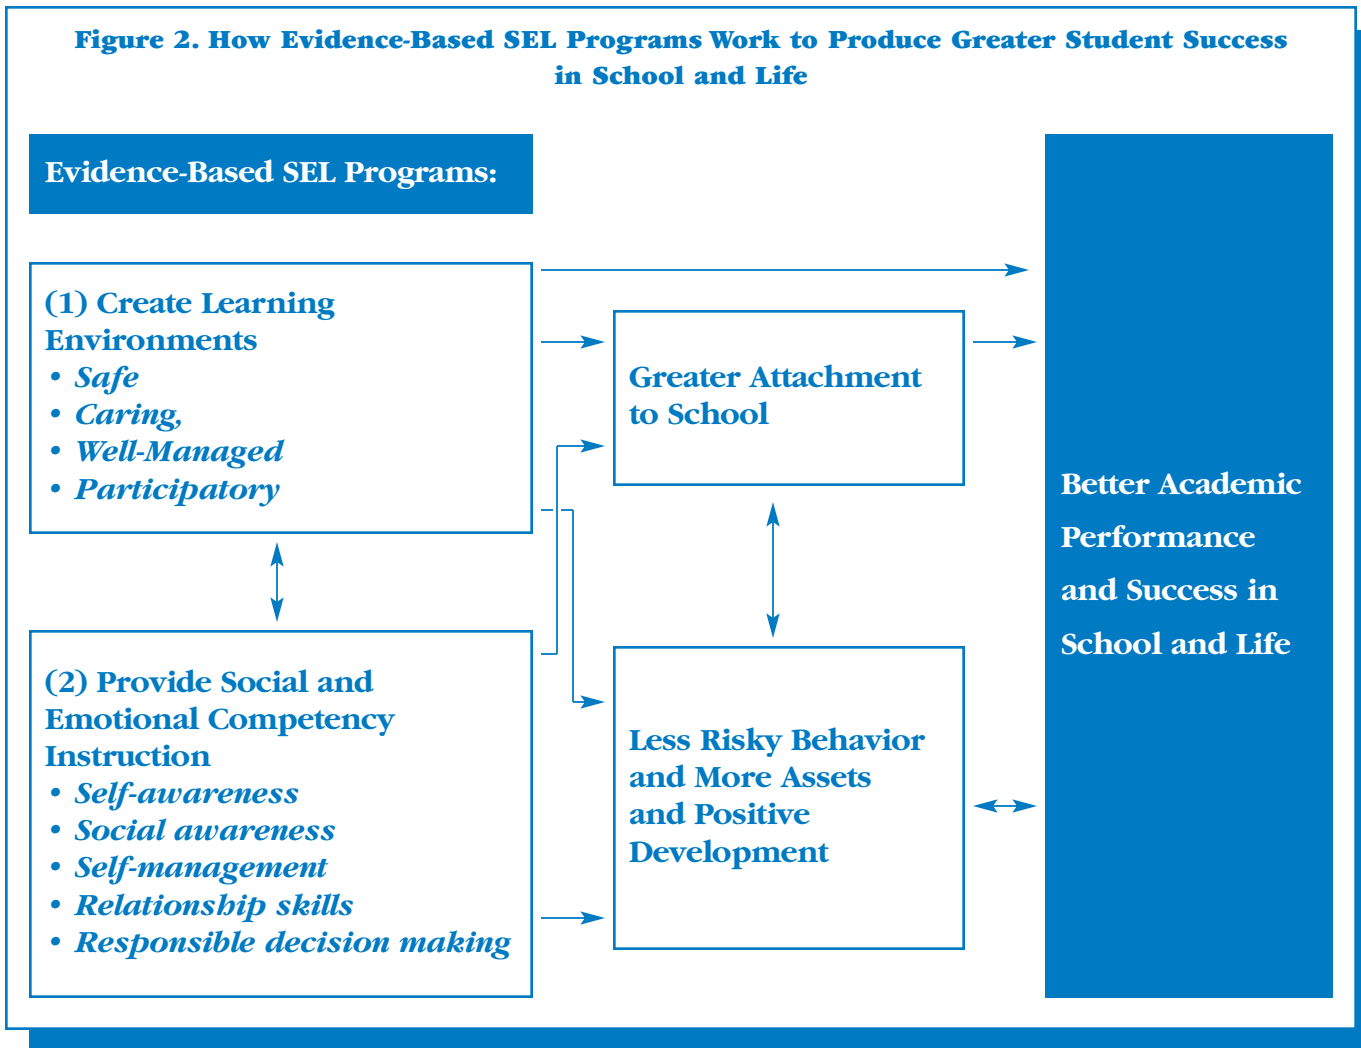 Figure 2. How Evidence-Based SEL Programs Work to Produce Greater Student Success
in School and Life
Evidence-Based SEL Programs:
(1) Create Learning
Environments
• Safe
• Caring,
• Well-Managed
• Participatory
(2) Provide Social and
Emotional Competency
Instruction
• Self-awareness
• Social awareness
• Self-management
• Relationship skills
• Responsible decision making
Greater Attachment
to School
Less Risky Behavior
and More Assets
and Positive
Development
Better Academic
Performance
and Success in
School and Life